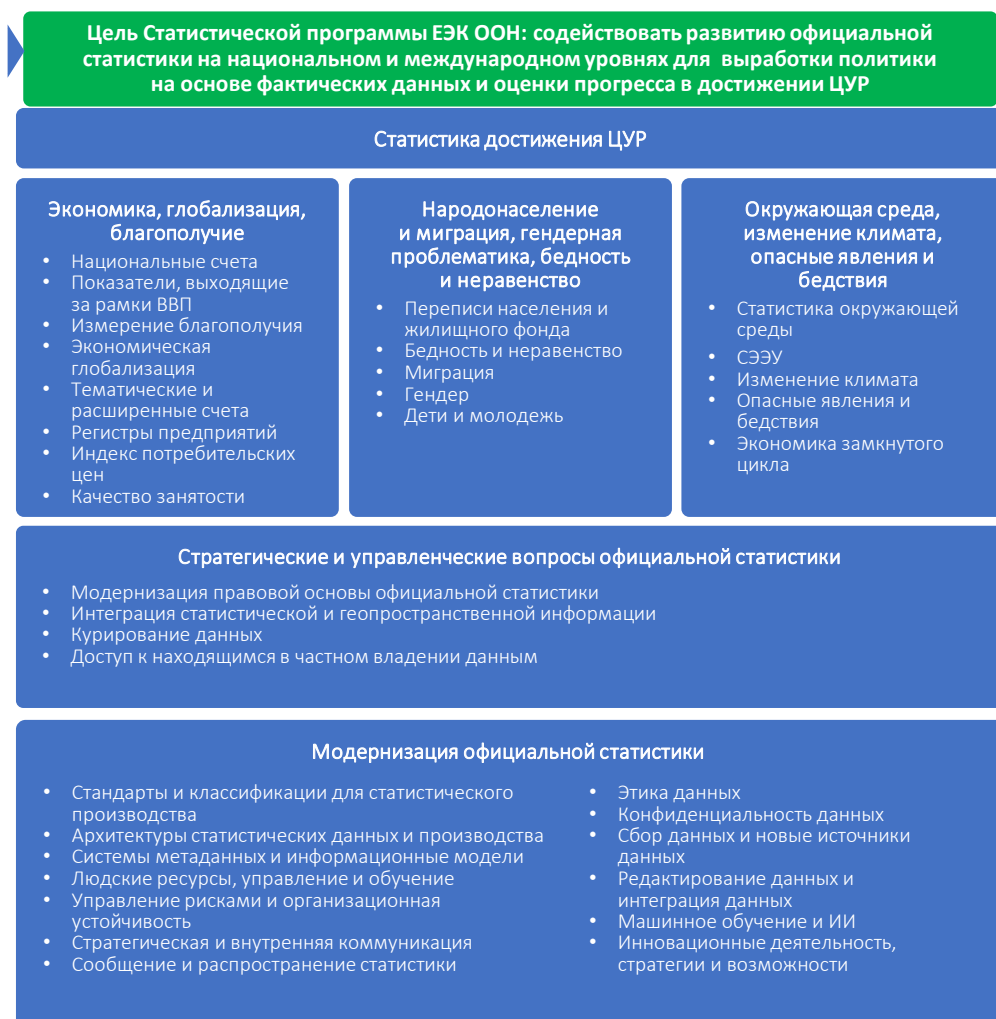 Цель Статистической программы ЕЭК ООН: содействовать развитию официальной
статистики на национальном и международном уровнях для выработки политики
на основе фактических данных и оценки прогресса в достижении ЦУР
Статистика достижения ЦУР
Экономика, глобализация,
благополучие
• Национальные счета
• Показатели, выходящие
за рамки ВВП
• Измерение благополучия
• Экономическая
глобализация
• Тематические и
расширенные счета
• Регистры предприятий
• Индекс потребительских
цен
• Качество занятости
Народонаселение
и миграция, гендерная
проблематика, бедность
и неравенство
• Переписи населения и
жилищного фонда
• Бедность и неравенство
• Миграция
• Гендер
• Дети и молодежь
Окружающая среда,
изменение климата,
опасные явления и
бедствия
• Статистика окружающей
среды
• СЭЭУ
• Изменение климата
• Опасные явления и
бедствия
• Экономика замкнутого
цикла
Стратегические и управленческие вопросы официальной статистики
• Модернизация правовой основы официальной статистики
• Интеграция статистической и геопространственной информации
• Курирование данных
• Доступ к находящимся в частном владении данным
Модернизация официальной статистики
• Стандарты и классификации для статистического
производства
• Архитектуры статистических данных и производства
• Системы метаданных и информационные модели
• Людские ресурсы, управление и обучение
• Управление рисками и организационная
устойчивость
• Стратегическая и внутренняя коммуникация
• Сообщение и распространение статистики
• Этика данных
• Конфиденциальность данных
• Сбор данных и новые источники
данных
• Редактирование данных и
интеграция данных
• Машинное обучение и ИИ
• Инновационные деятельность,
стратегии и возможности